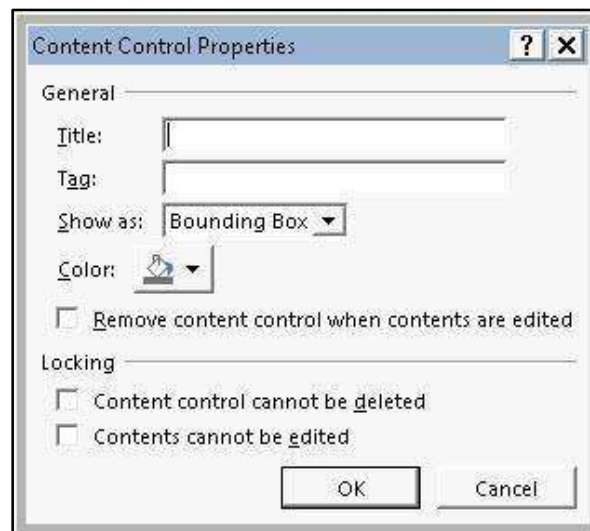 Content Control Properties ? X
General
Title:
Tag:
Show as: Bounding Box
Color:
Remove content control when contents are edited
Locking
Content control cannot be deleted
Contents cannot be edited
OK Cancel